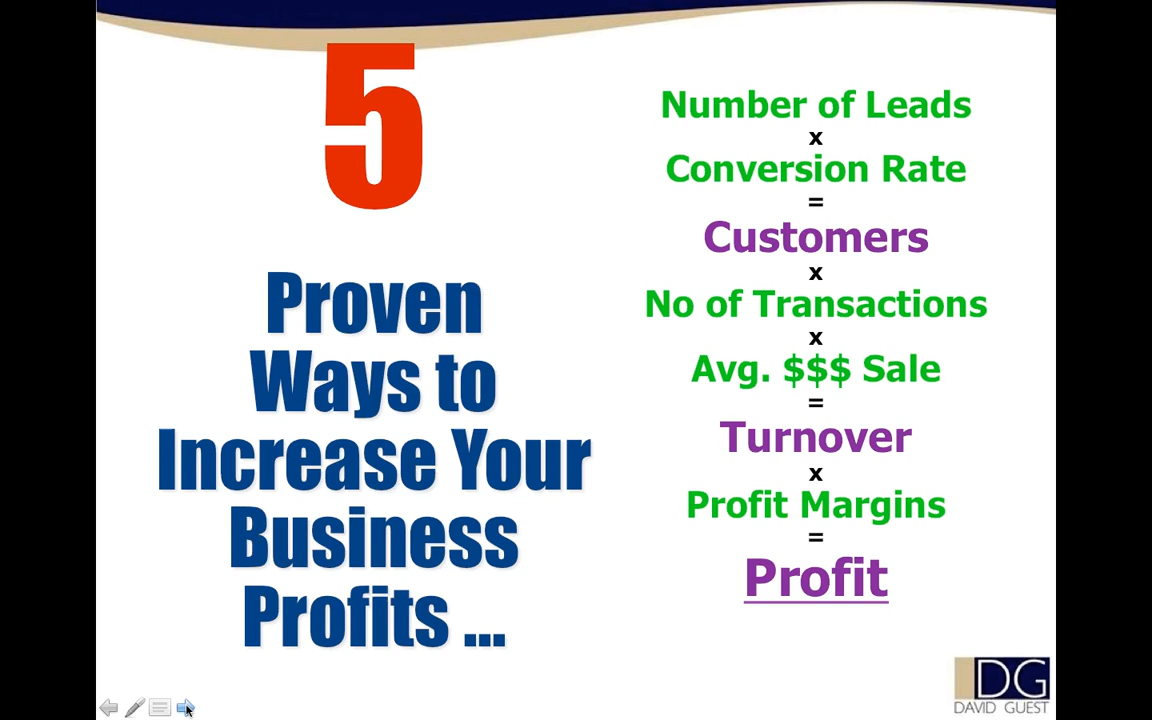 5
Proven
Ways to
Increase Your
Business
Profits ...
Number of Leads
x
Conversion Rate
=
Customers
x
No of Transactions
x
Avg. $$$ Sale
=
Turnover
x
Profit Margins
=
Profit
DG
DAVID GUEST